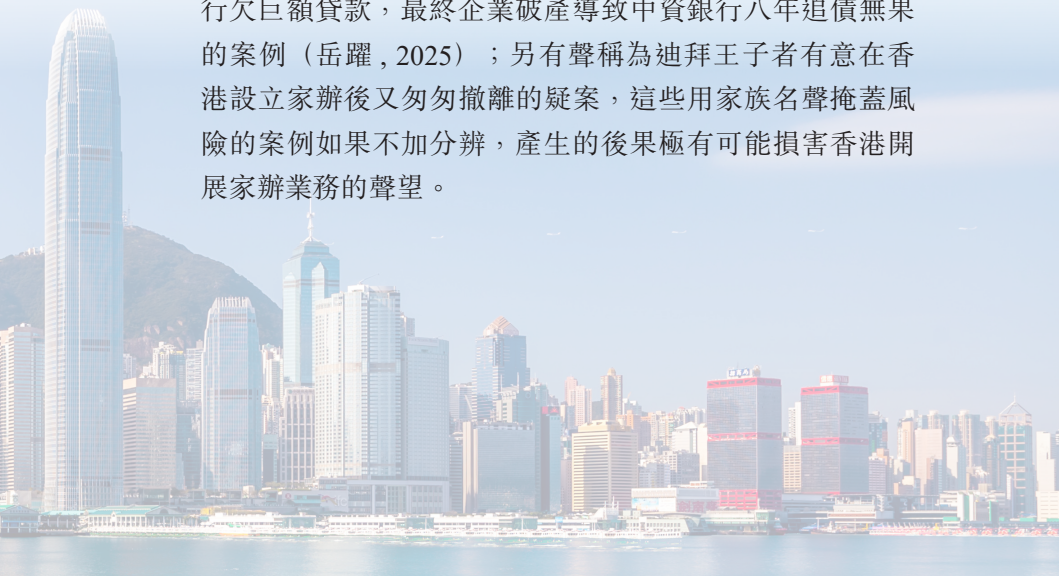 行欠巨額貸款，最終企業破產導致中資銀行八年追債無果
的案例（岳躍 , 2025）；另有聲稱為迪拜王子者有意在香
港設立家辦後又匆匆撤離的疑案，這些用家族名聲掩蓋風
險的案例如果不加分辨，產生的後果極有可能損害香港開
展家辦業務的聲望。